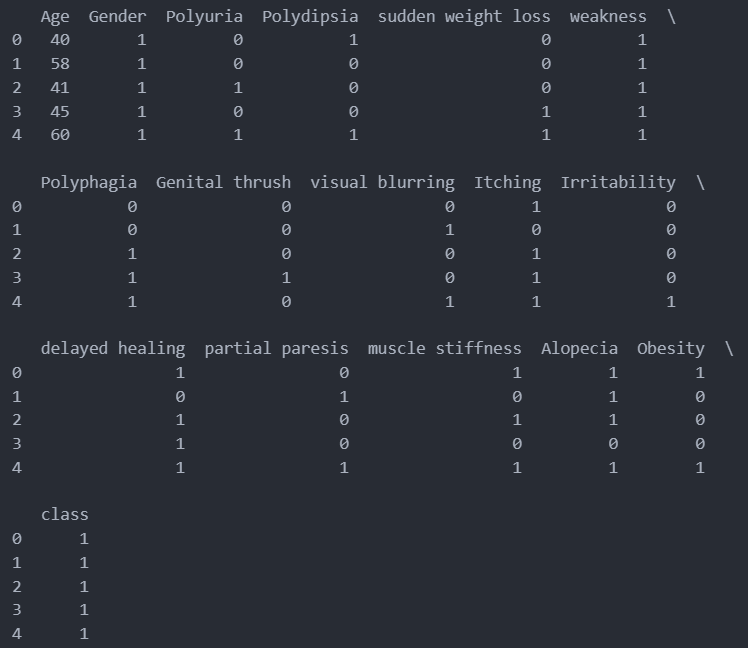 Age  Gender  Polyuria  Polydipsia  sudden weight loss  weakness  \
0   40       1         0           1                   0         1
1   58       1         0           0                   0         1
2   41       1         1           0                   0         1
3   45       1         0           0                   1         1
4   60       1         1           1                   1         1

   Polyphagia  Genital thrush  visual blurring  Itching  Irritability  \
0           0               0                0        1             0
1           0               0                1        0             0
2           1               0                0        1             0
3           1               1                0        1             0
4           1               0                1        1             1

   delayed healing  partial paresis  muscle stiffness  Alopecia  Obesity  \
0                1                0                 1         1        1
1                0                1                 0         1        0
2                1                0                 1         1        0
3                1                0                 0         0        0
4                1                1                 1         1        1

   class
0      1
1      1
2      1
3      1
4      1